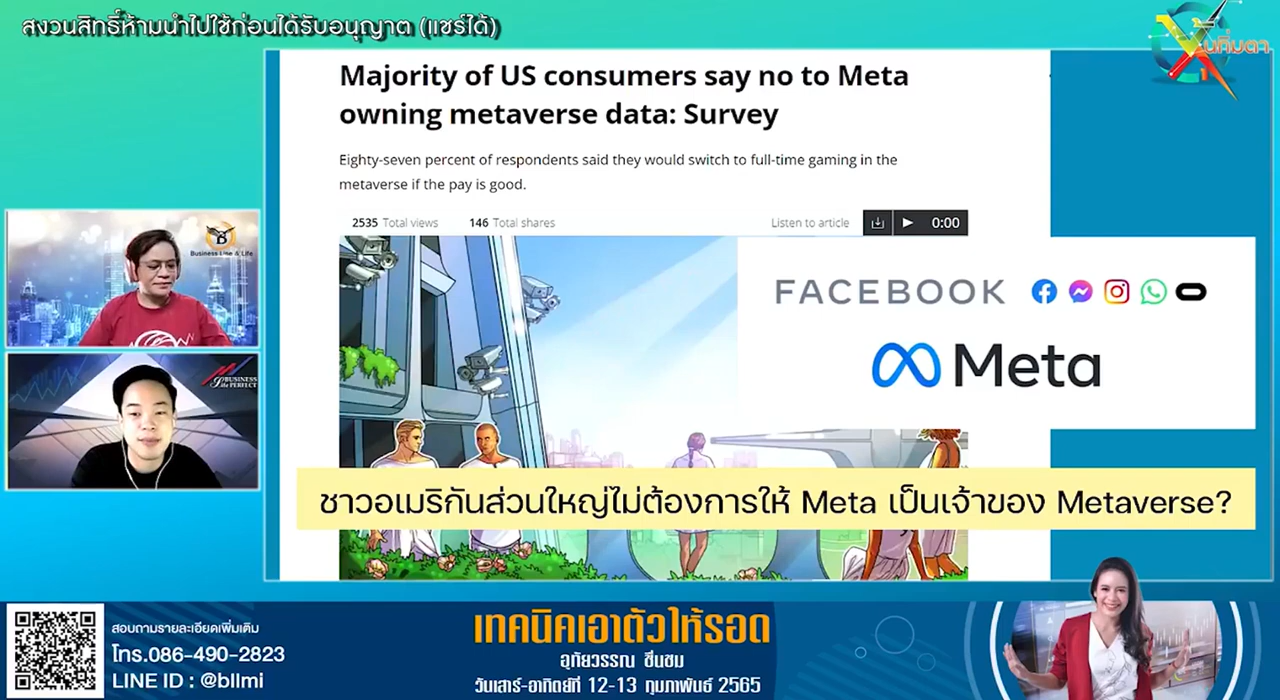 สงวนสิทธิ์ห้ามนำไปใช้ก่อนได้รับอนุญาต (แชร์ได้)
Majority of US consumers say no to Meta
owning metaverse data: Survey
Eighty-seven percent of respondents said they would switch to full-time gaming in the
metaverse if the pay is good.
2535 Total views 146 Total shares
Listen to article 0:00
FACEBOOK
Meta
Business Line & Life
BUSINESS
Life PERFECT
ชาวอเมริกันส่วนใหญ่ไม่ต้องการให้ Meta เป็นเจ้าของ Metaverse?
สอบถามรายละเอียดเพิ่มเติม
โทร.086-490-2823
LINE ID : @bllmi
เทคนิคเอาตัวให้รอด
อุทัยวรรณ ชื่นชม
วันเสาร์-อาทิตย์ที่ 12-13 กุมภาพันธ์ 2565